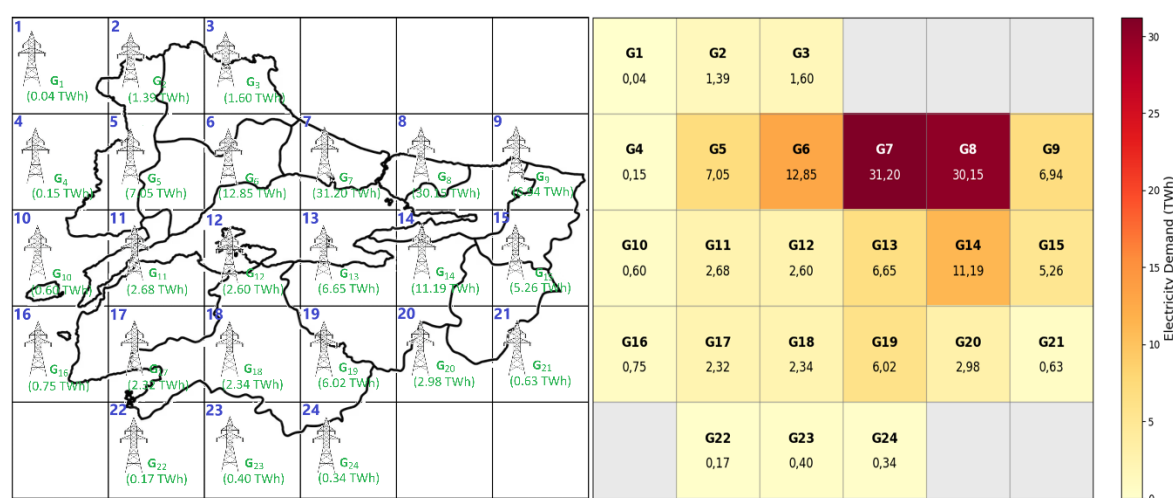 1 2 3
G1 G2 G3
(0.04 TWh) (1.39 TWh) (1.60 TWh)
4 5 6 7 8 9
G4 G5 G6 G7 G8 G9
(0.15 TWh) (7.05 TWh) (12.85 TWh) (31.20 TWh) (30.15 TWh) (6.94 TWh)
10 11 12 13 14 15
G10 G11 G12 G13 G14 G15
(0.60 TWh) (2.68 TWh) (2.60 TWh) (6.65 TWh) (11.19 TWh) (5.26 TWh)
16 17 18 19 20 21
G16 G17 G18 G19 G20 G21
(0.75 TWh) (2.32 TWh) (2.34 TWh) (6.02 TWh) (2.98 TWh) (0.63 TWh)
22 23 24
G22 G23 G24
(0.17 TWh) (0.40 TWh) (0.34 TWh)
G1 G2 G3
0,04 1,39 1,60
G4 G5 G6 G7 G8 G9
0,15 7,05 12,85 31,20 30,15 6,94
G10 G11 G12 G13 G14 G15
0,60 2,68 2,60 6,65 11,19 5,26
G16 G17 G18 G19 G20 G21
0,75 2,32 2,34 6,02 2,98 0,63
G22 G23 G24
0,17 0,40 0,34
30
25
20
15
10
5
0
Electricity Demand (TWh)